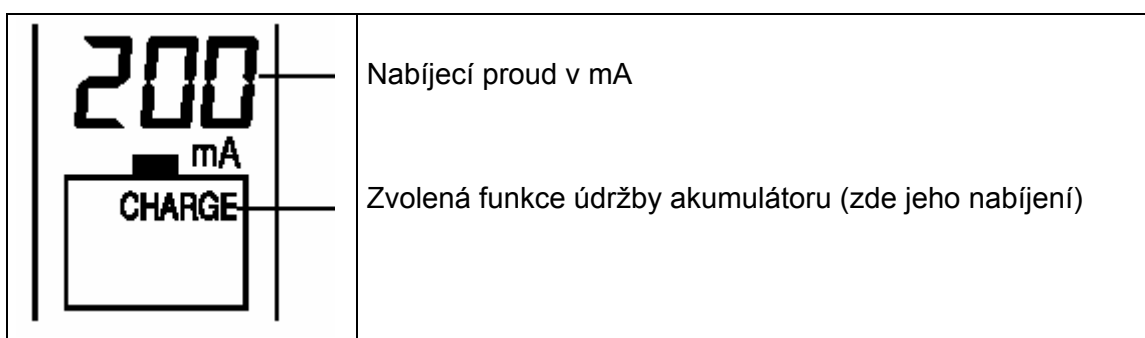 200
mA
CHARGE
Nabíjecí proud v mA
Zvolená funkce údržby akumulátoru (zde jeho nabíjení)